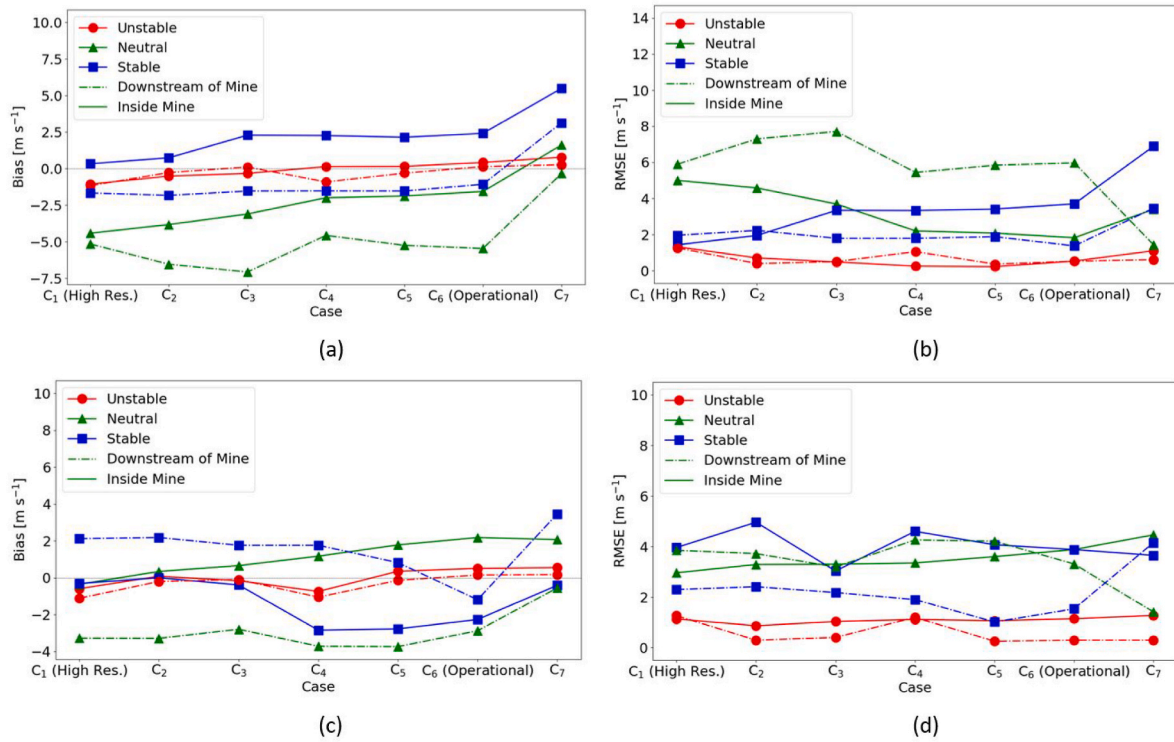 10.0
7.5
5.0
2.5
0.0
−2.5
−5.0
−7.5
Bias [m s⁻¹]
Unstable
Neutral
Stable
Downstream of Mine
Inside Mine
C₁ (High Res.) C₂ C₃ C₄ C₅ C₆ (Operational) C₇
Case
(a)
14
12
10
8
6
4
2
0
RMSE [m s⁻¹]
Unstable
Neutral
Stable
Downstream of Mine
Inside Mine
C₁ (High Res.) C₂ C₃ C₄ C₅ C₆ (Operational) C₇
Case
(b)
10
8
6
4
2
0
−2
−4
Bias [m s⁻¹]
Unstable
Neutral
Stable
Downstream of Mine
Inside Mine
C₁ (High Res.) C₂ C₃ C₄ C₅ C₆ (Operational) C₇
Case
(c)
10
8
6
4
2
0
RMSE [m s⁻¹]
Unstable
Neutral
Stable
Downstream of Mine
Inside Mine
C₁ (High Res.) C₂ C₃ C₄ C₅ C₆ (Operational) C₇
Case
(d)